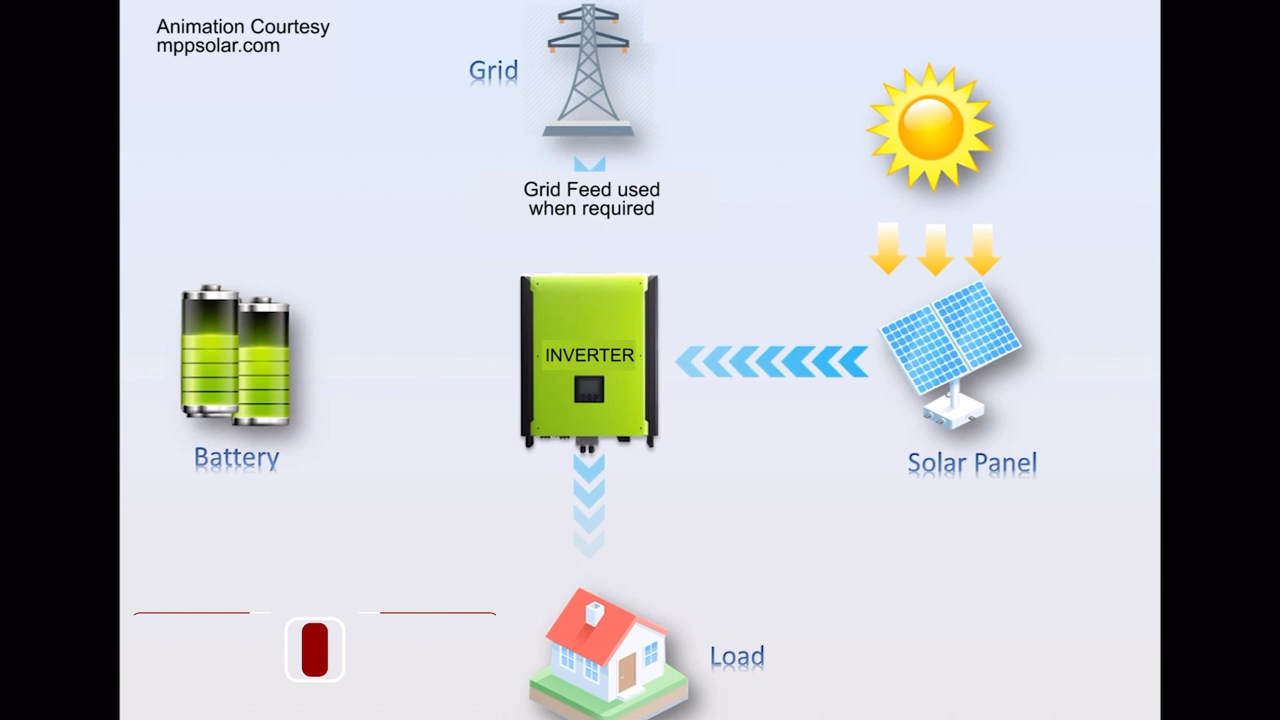 Animation Courtesy
mppsolar.com
Grid
Grid Feed used
when required
INVERTER
Battery
Solar Panel
Load